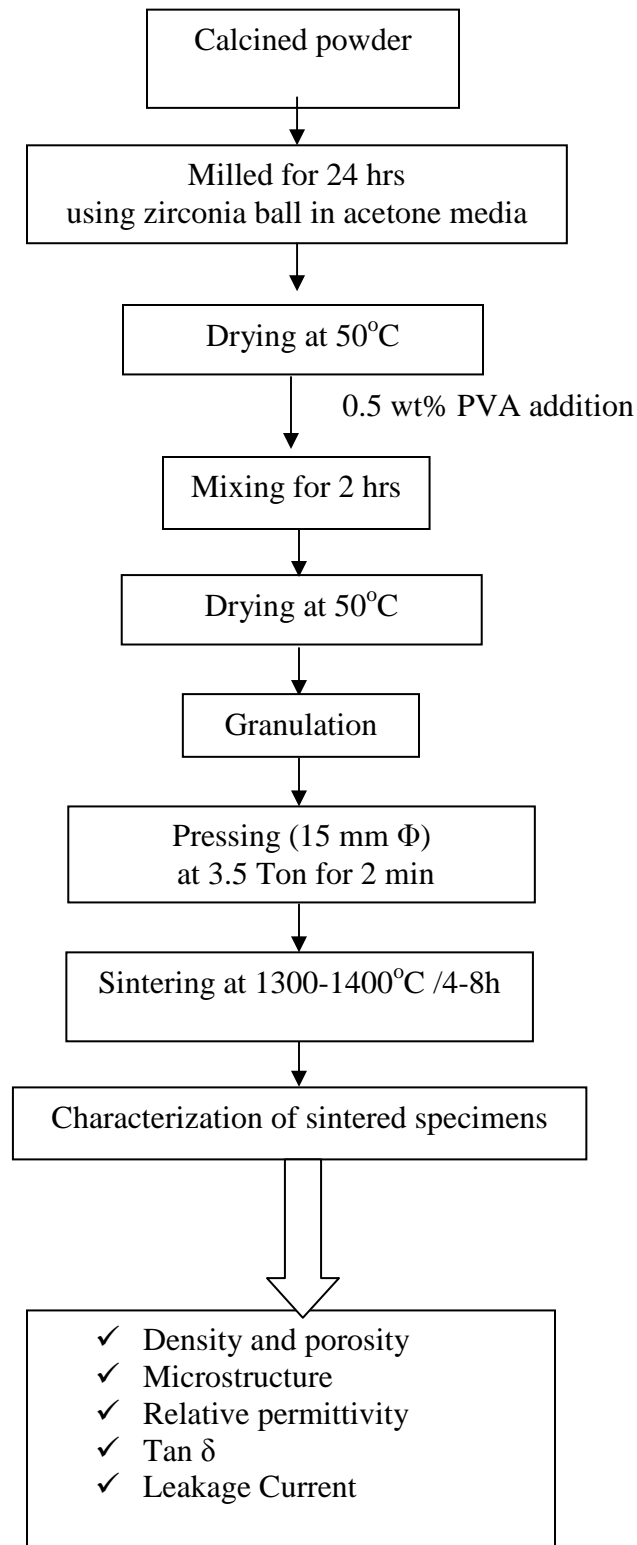 Calcined powder
Milled for 24 hrs
using zirconia ball in acetone media
Drying at 50°C
0.5 wt% PVA addition
Mixing for 2 hrs
Drying at 50°C
Granulation
Pressing (15 mm Φ)
at 3.5 Ton for 2 min
Sintering at 1300-1400°C /4-8h
Characterization of sintered specimens
✓ Density and porosity
✓ Microstructure
✓ Relative permittivity
✓ Tan δ
✓ Leakage Current